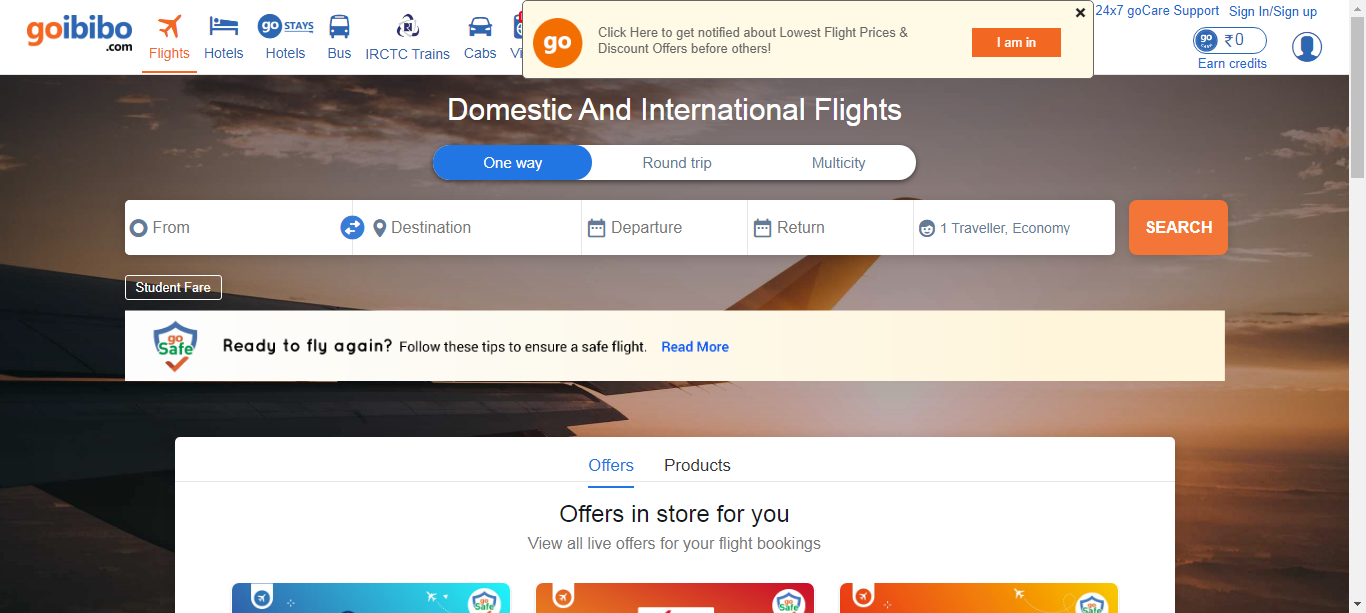 goibibo
.com
Flights
Hotels
go STAYS
Hotels
Bus
IRCTC Trains
Cabs
go
Click Here to get notified about Lowest Flight Prices &
Discount Offers before others!
I am in
24x7 goCare Support
Sign In/Sign up
go
CASH
₹0
Earn credits
Domestic And International Flights
One way
Round trip
Multicity
From
Destination
Departure
Return
1 Traveller, Economy
SEARCH
Student Fare
go
Safe
Ready to fly again? Follow these tips to ensure a safe flight. Read More
Offers
Products
Offers in store for you
View all live offers for your flight bookings
go
Safe
go
Safe
go
Safe